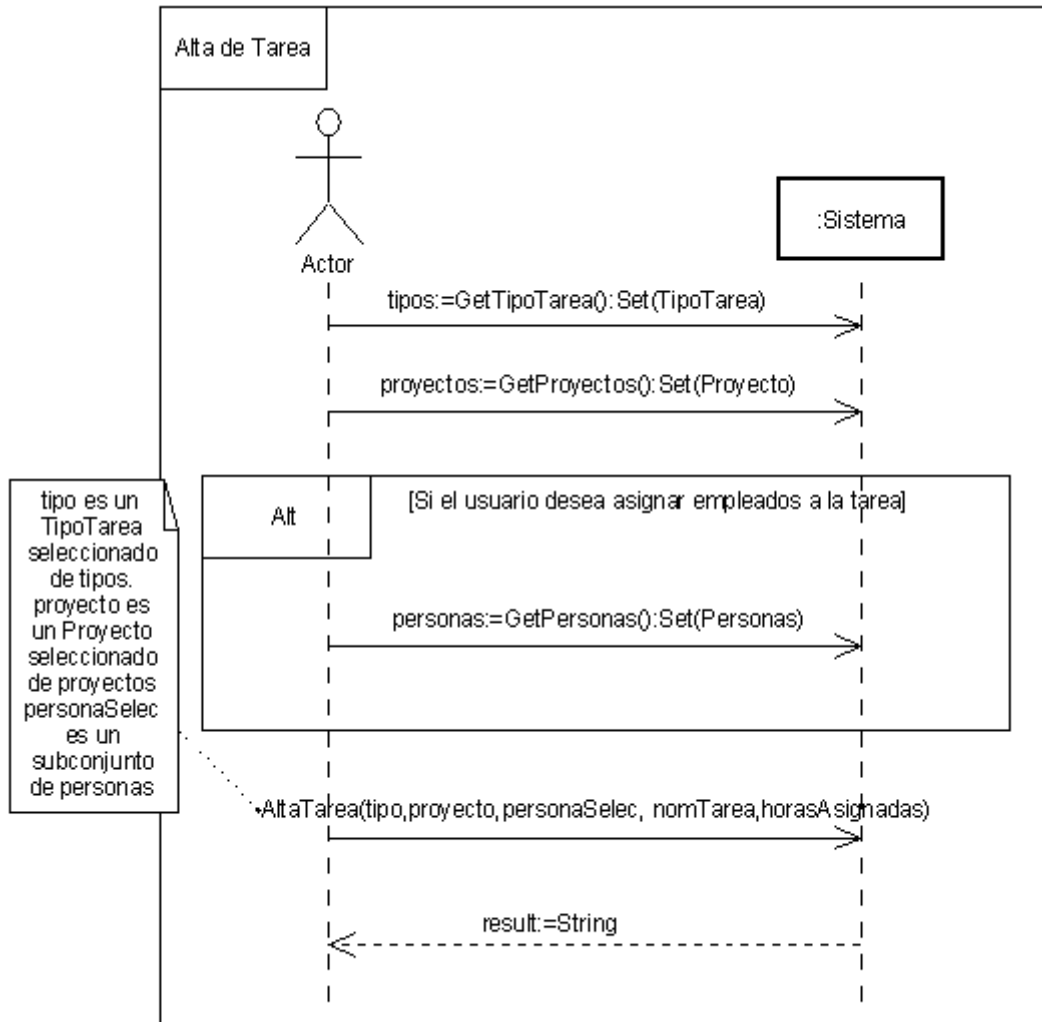 Alta de Tarea
:Sistema
Actor
tipos:=GetTipoTarea():Set(TipoTarea)
proyectos:=GetProyectos():Set(Proyecto)
tipo es un
TipoTarea
seleccionado
de tipos.
proyecto es
un Proyecto
seleccionado
de proyectos
personaSelec
es un
subconjunto
de personas
Alt
[Si el usuario desea asignar empleados a la tarea]
personas:=GetPersonas():Set(Personas)
AltaTarea(tipo,proyecto,personaSelec, nomTarea,horasAsignadas)
result:=String